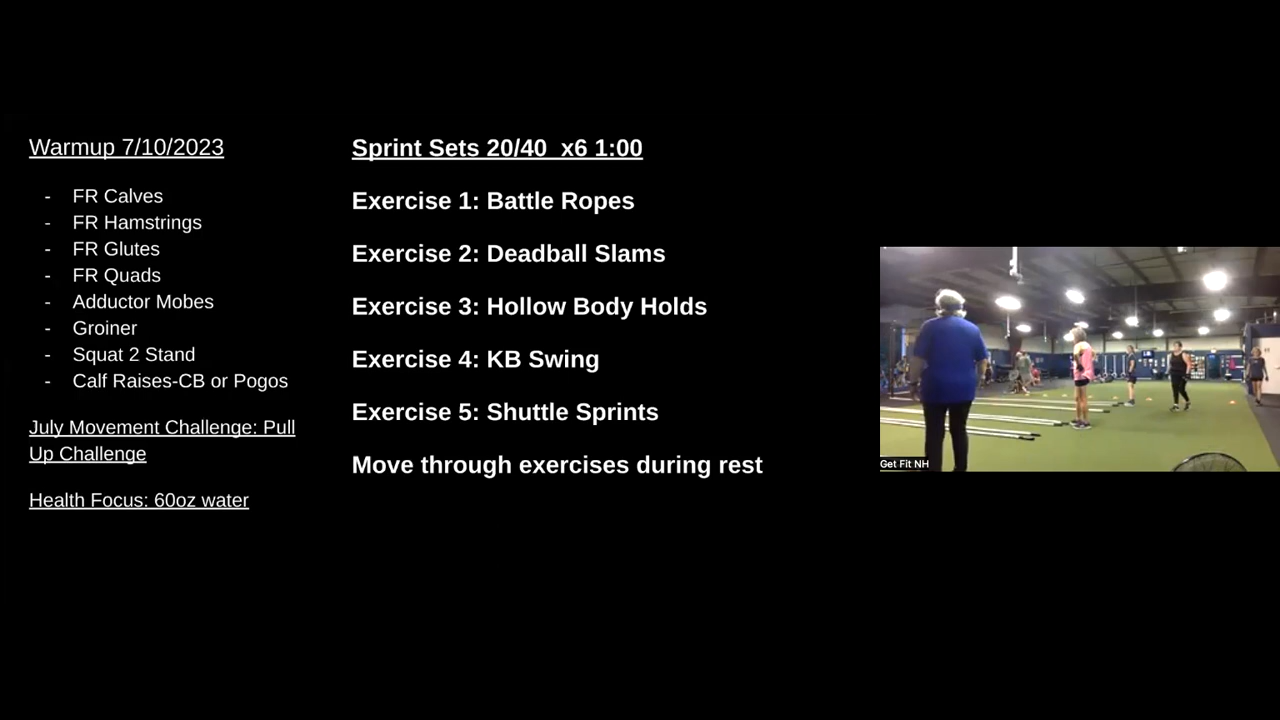 Warmup 7/10/2023
- FR Calves
- FR Hamstrings
- FR Glutes
- FR Quads
- Adductor Mobes
- Groiner
- Squat 2 Stand
- Calf Raises-CB or Pogos
July Movement Challenge: Pull
Up Challenge
Health Focus: 60oz water
Sprint Sets 20/40  x6 1:00
Exercise 1: Battle Ropes
Exercise 2: Deadball Slams
Exercise 3: Hollow Body Holds
Exercise 4: KB Swing
Exercise 5: Shuttle Sprints
Move through exercises during rest
Get Fit NH